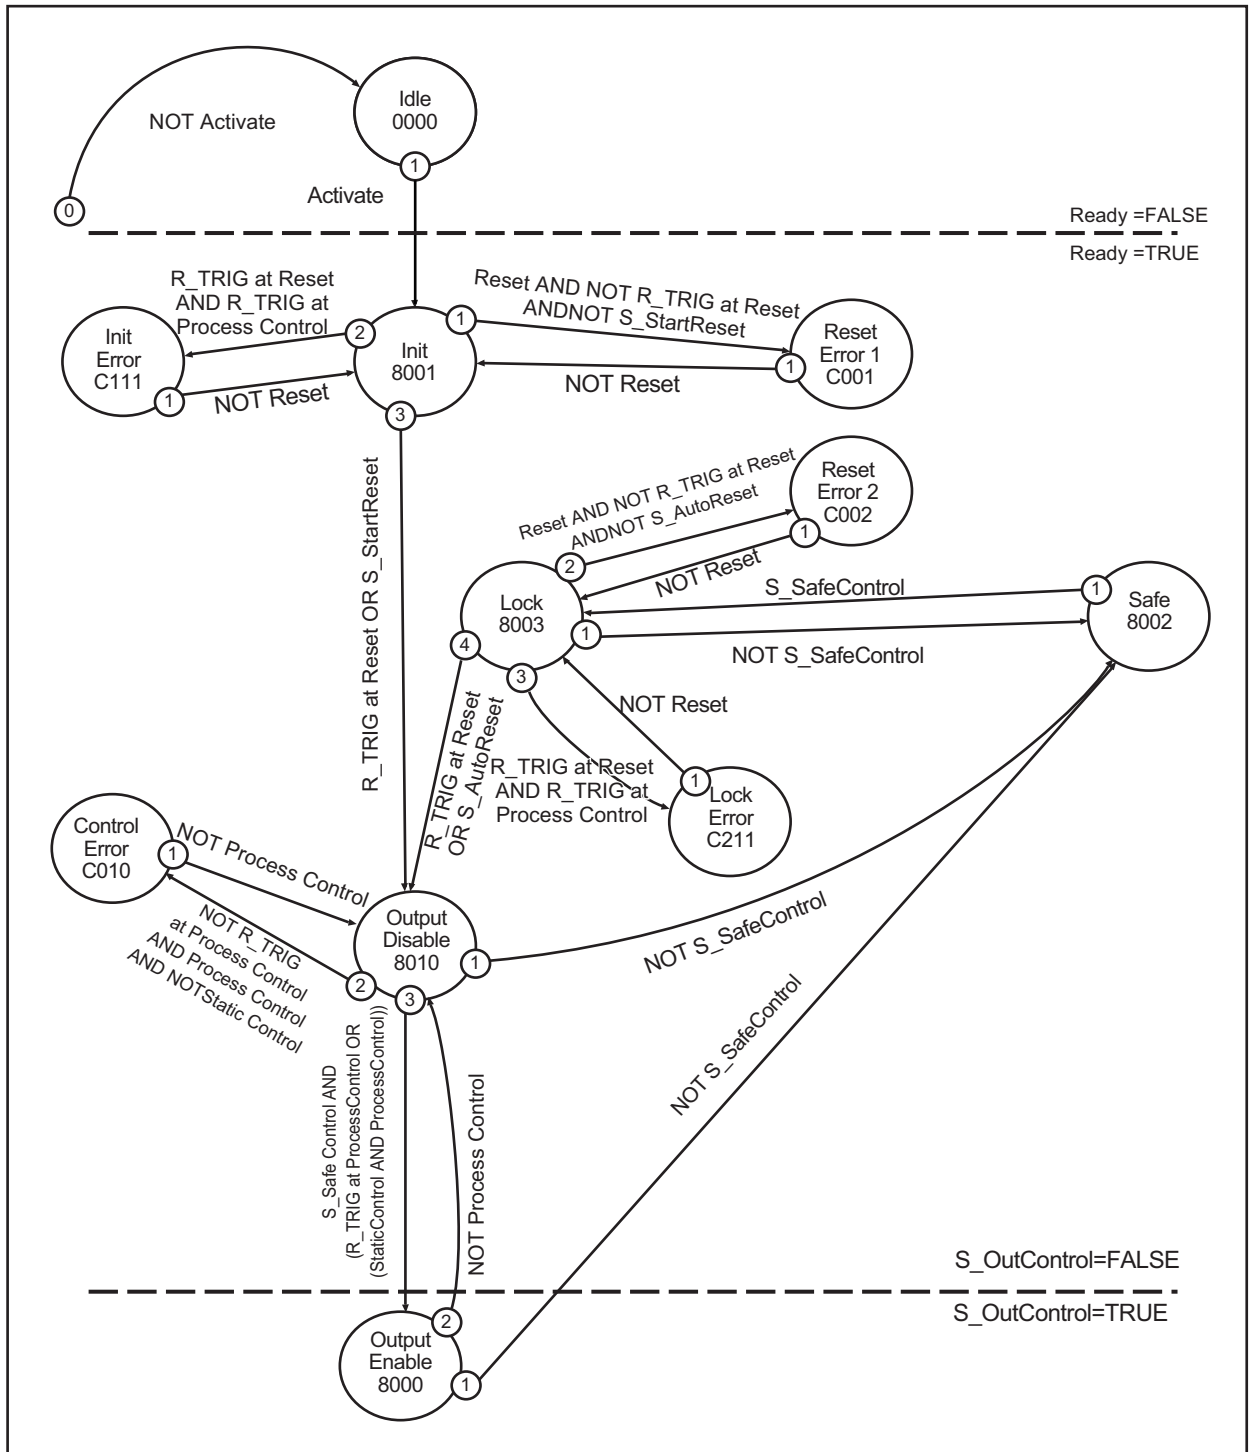 Idle
0000
1
NOT Activate
Activate
0
Ready =FALSE
Ready =TRUE
R_TRIG at Reset
AND R_TRIG at
Process Control
Reset AND NOT R_TRIG at Reset
ANDNOT S_StartReset
Init
Error
C111
2
1
Init
8001
Reset
Error 1
C001
1
1
NOT Reset
NOT Reset
3
R_TRIG at Reset OR S_StartReset
Reset AND NOT R_TRIG at Reset
ANDNOT S_AutoReset
Reset
Error 2
C002
1
2
NOT Reset
Lock
8003
S_SafeControl
1
Safe
8002
4
1
NOT S_SafeControl
3
NOT Reset
R_TRIG at Reset
OR S_AutoReset
R_TRIG at Reset
AND R_TRIG at
Process Control
1
Lock
Error
C211
Control
Error
C010
1
NOT Process Control
NOT R_TRIG
at Process Control
AND Process Control
AND NOTStatic Control
Output
Disable
8010
1
2
3
NOT S_SafeControl
NOT S_SafeControl
S_Safe Control AND
(R_TRIG at ProcessControl OR
(StaticControl AND ProcessControl))
NOT Process Control
S_OutControl=FALSE
S_OutControl=TRUE
2
Output
Enable
8000
1